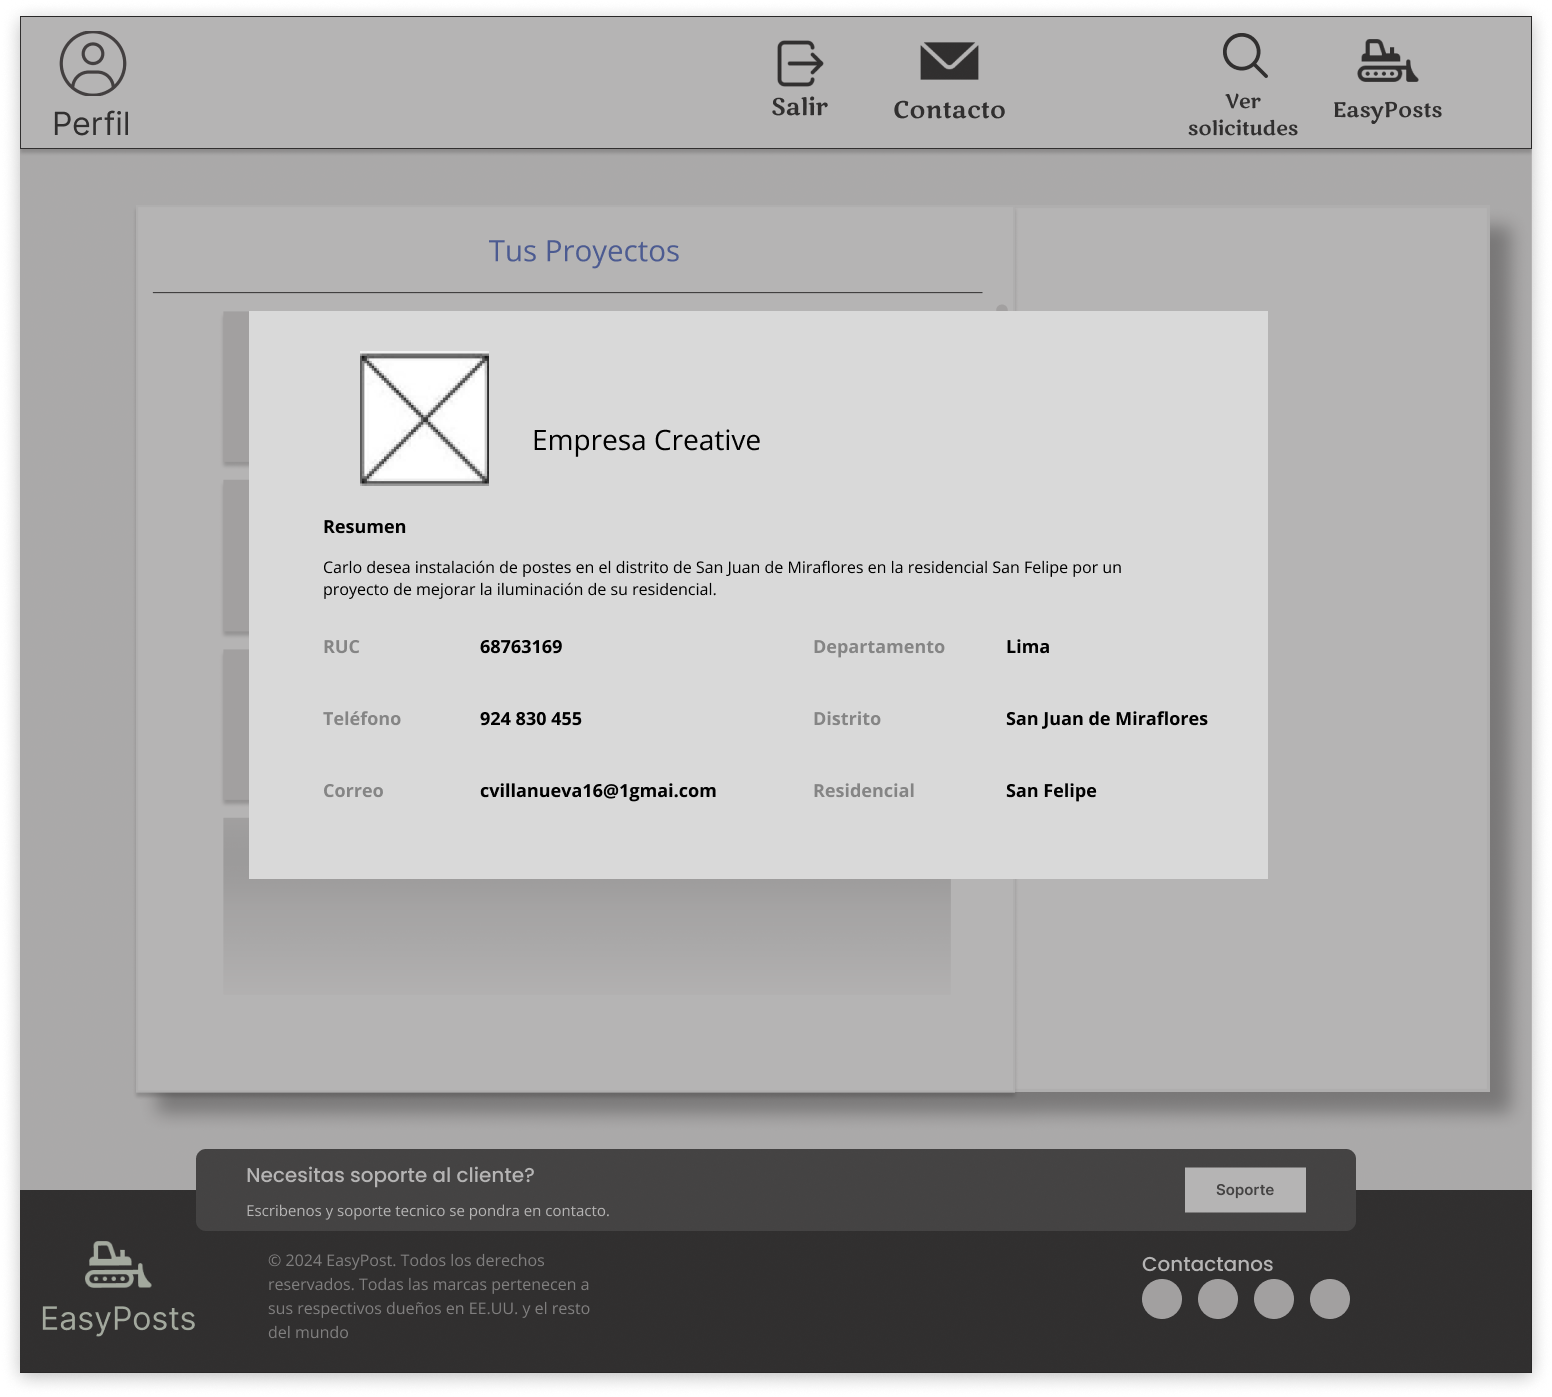 Perfil
Salir
Contacto
Ver
solicitudes
EasyPosts
Tus Proyectos
Empresa Creative
Resumen
Carlo desea instalación de postes en el distrito de San Juan de Miraflores en la residencial San Felipe por un
proyecto de mejorar la iluminación de su residencial.
RUC 68763169 Departamento Lima
Teléfono 924 830 455 Distrito San Juan de Miraflores
Correo cvillanueva16@1gmai.com Residencial San Felipe
Necesitas soporte al cliente?
Escribenos y soporte tecnico se pondra en contacto.
Soporte
EasyPosts
© 2024 EasyPost. Todos los derechos
reservados. Todas las marcas pertenecen a
sus respectivos dueños en EE.UU. y el resto
del mundo
Contactanos